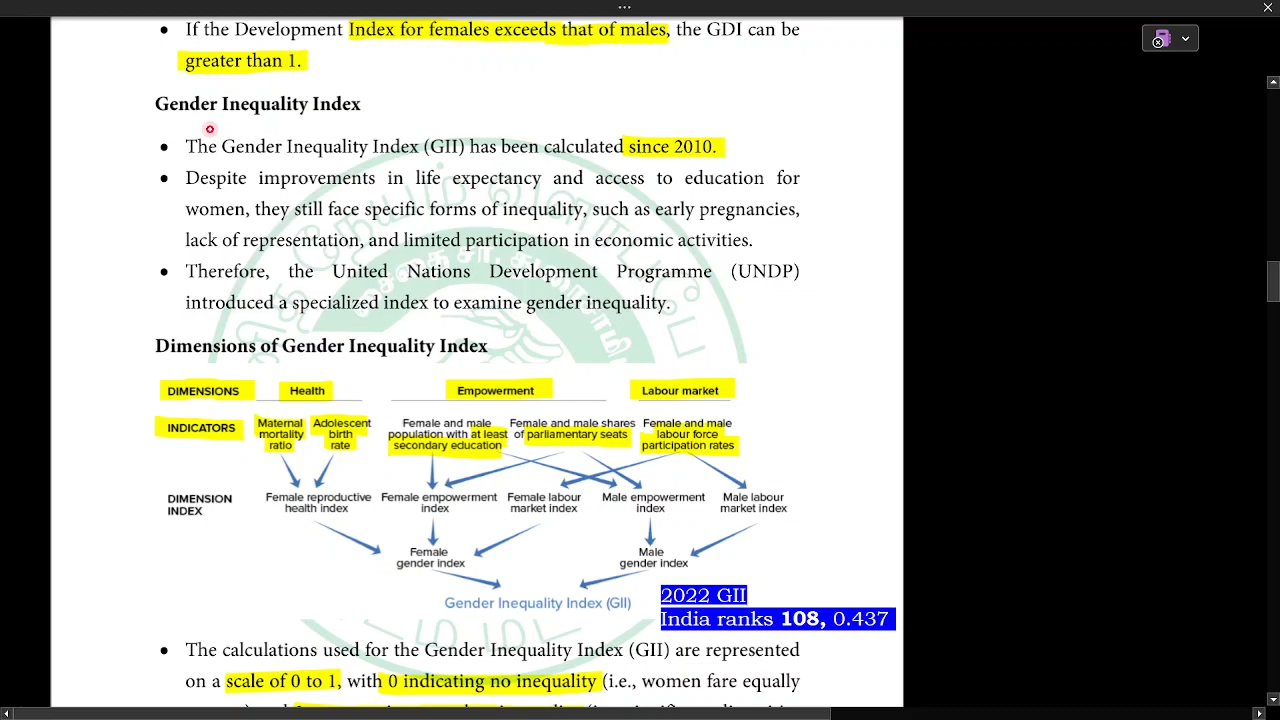 If the Development Index for females exceeds that of males, the GDI can be
greater than 1.
Gender Inequality Index
The Gender Inequality Index (GII) has been calculated since 2010.
Despite improvements in life expectancy and access to education for
women, they still face specific forms of inequality, such as early pregnancies,
lack of representation, and limited participation in economic activities.
Therefore, the United Nations Development Programme (UNDP)
introduced a specialized index to examine gender inequality.
Dimensions of Gender Inequality Index
DIMENSIONS Health Empowerment Labour market
INDICATORS
Maternal
mortality
ratio
Adolescent
birth
rate
Female and male
population with at least
secondary education
Female and male shares
of parliamentary seats
Female and male
labour force
participation rates
DIMENSION
INDEX
Female reproductive
health index
Female empowerment
index
Female labour
market index
Male empowerment
index
Male labour
market index
Female
gender index
Male
gender index
Gender Inequality Index (GII)
2022 GII
India ranks 108, 0.437
The calculations used for the Gender Inequality Index (GII) are represented
on a scale of 0 to 1, with 0 indicating no inequality (i.e., women fare equally